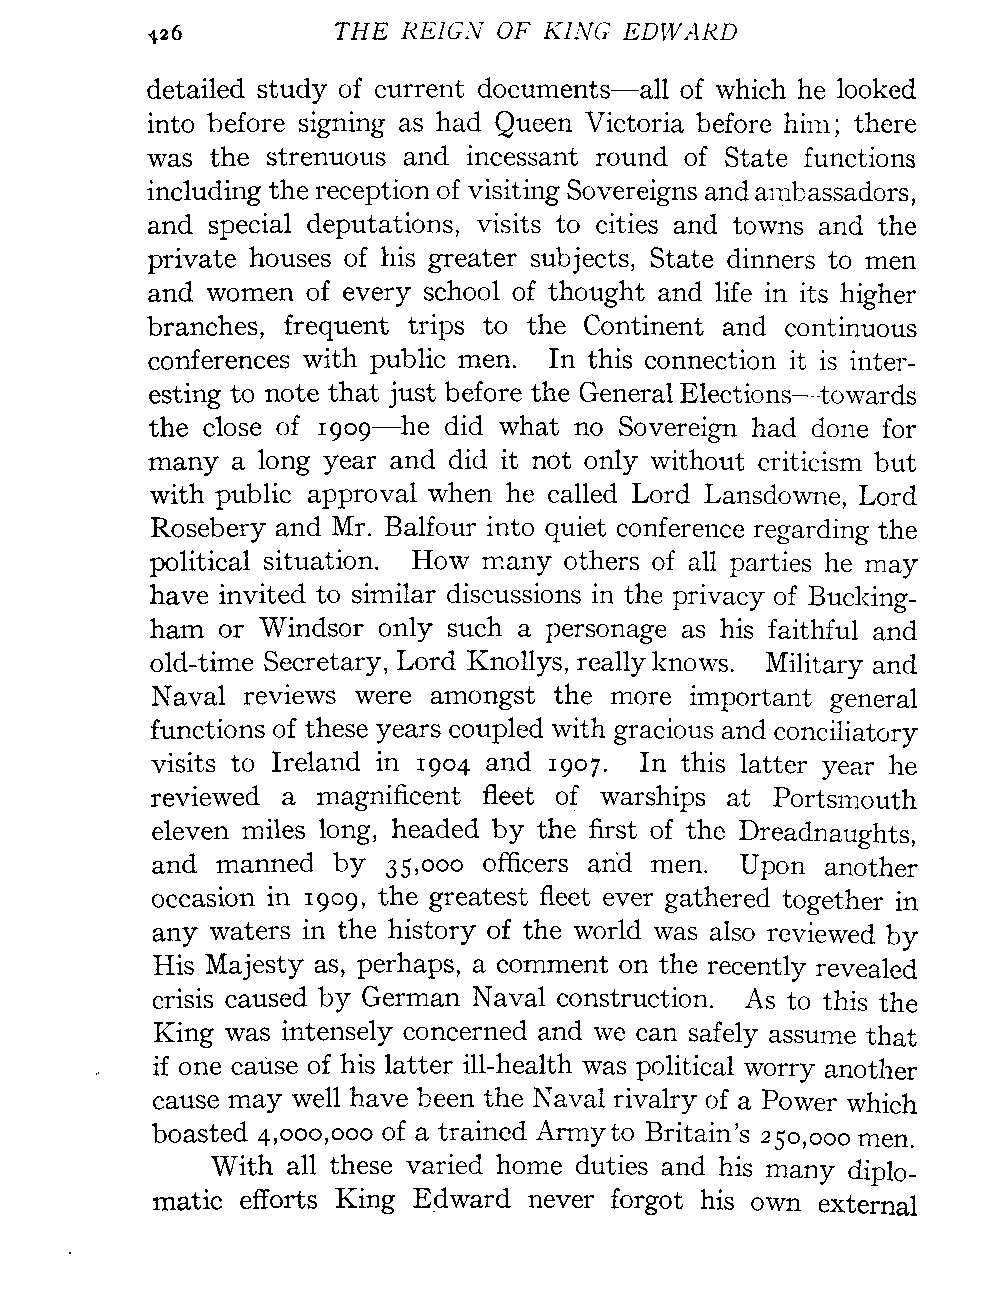 426 THE REIGN OF KING EDWARD
detailed study of current documents—all of which he looked
into before signing as had Queen Victoria before him; there
was the strenuous and incessant round of State functions
including the reception of visiting Sovereigns and ambassadors,
and special deputations, visits to cities and towns and the
private houses of his greater subjects, State dinners to men
and women of every school of thought and life in its higher
branches, frequent trips to the Continent and continuous
conferences with public men. In this connection it is inter-
esting to note that just before the General Elections—towards
the close of 1909—he did what no Sovereign had done for
many a long year and did it not only without criticism but
with public approval when he called Lord Lansdowne, Lord
Rosebery and Mr. Balfour into quiet conference regarding the
political situation. How many others of all parties he may
have invited to similar discussions in the privacy of Bucking-
ham or Windsor only such a personage as his faithful and
old-time Secretary, Lord Knollys, really knows. Military and
Naval reviews were amongst the more important general
functions of these years coupled with gracious and conciliatory
visits to Ireland in 1904 and 1907. In this latter year he
reviewed a magnificent fleet of warships at Portsmouth
eleven miles long, headed by the first of the Dreadnaughts,
and manned by 35,000 officers and men. Upon another
occasion in 1909, the greatest fleet ever gathered together in
any waters in the history of the world was also reviewed by
His Majesty as, perhaps, a comment on the recently revealed
crisis caused by German Naval construction. As to this the
King was intensely concerned and we can safely assume that
if one cause of his latter ill-health was political worry another
cause may well have been the Naval rivalry of a Power which
boasted 4,000,000 of a trained Army to Britain's 250,000 men.
With all these varied home duties and his many diplo-
matic efforts King Edward never forgot his own external